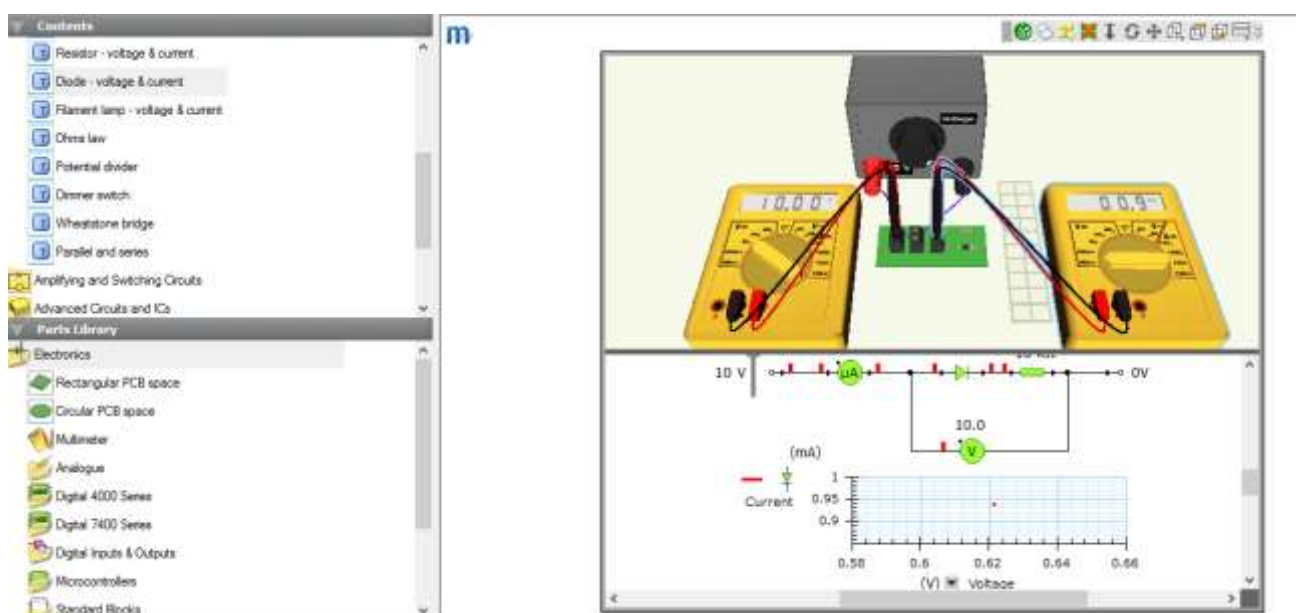 Contents
Resistor - voltage & current
Diode - voltage & current
Filament lamp - voltage & current
Ohms law
Potential divider
Dimmer switch
Wheatstone bridge
Parallel and series
Amplifying and Switching Circuits
Advanced Circuits and ICs
Parts Library
Electronics
Rectangular PCB space
Circular PCB space
Multimeter
Analogue
Digital 4000 Series
Digital 7400 Series
Digital Inputs & Outputs
Microcontrollers
Standard Blocks
m
10.00
00.9
10 V
µA
0V
10.0
V
(mA)
Current
1
0.95
0.9
0.58
0.6
0.62
0.64
0.66
(V)
Voltage